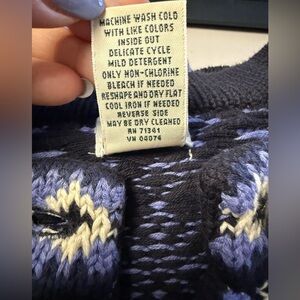 MACHINE WASH COLD
WITH LIKE COLORS
INSIDE OUT
DELICATE CYCLE
MILD DETERGENT
ONLY NON-CHLORINE
BLEACH IF NEEDED
RESHAPE AND DRY FLAT
COOL IRON IF NEEDED
REVERSE SIDE
MAY BE DRY CLEANED
RN 71341
VN 04074